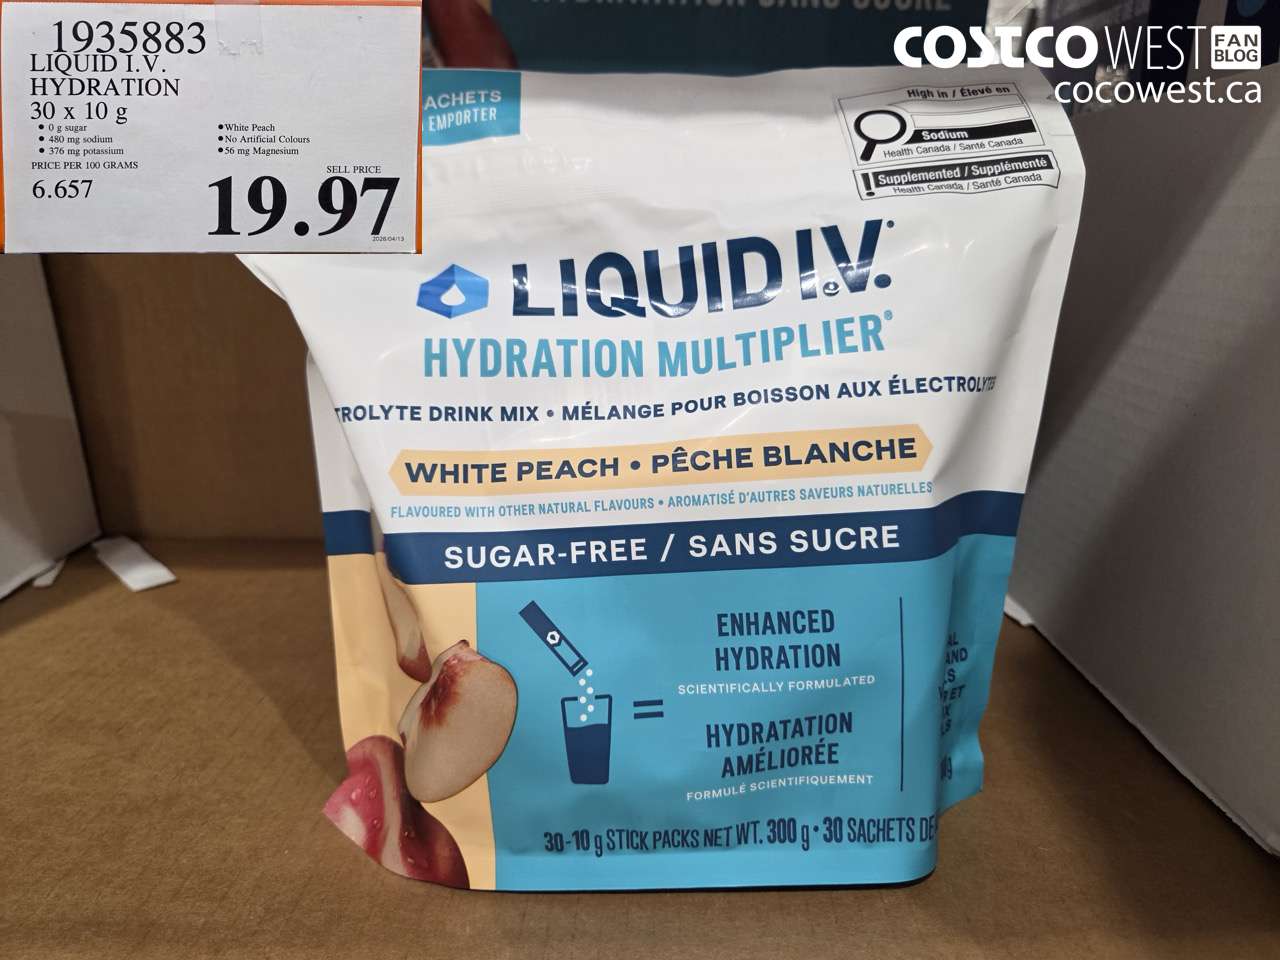 1935883
LIQUID I.V.
HYDRATION
30 x 10 g
• 0 g sugar
• 480 mg sodium
• 376 mg potassium
• White Peach
• No Artificial Colours
• 56 mg Magnesium
PRICE PER 100 GRAMS
6.657
SELL PRICE
19.97
2026/04/13
COSTCO WEST FAN BLOG
cocowest.ca
ACHETS
EMPORTER
High in / Élevé en
Sodium
Health Canada / Santé Canada
Supplemented / Supplémenté
Health Canada / Santé Canada
LIQUID I.V.
HYDRATION MULTIPLIER®
TROLYTE DRINK MIX • MÉLANGE POUR BOISSON AUX ÉLECTROLYTES
WHITE PEACH • PÊCHE BLANCHE
FLAVOURED WITH OTHER NATURAL FLAVOURS • AROMATISÉ D'AUTRES SAVEURS NATURELLES
SUGAR-FREE / SANS SUCRE
ENHANCED
HYDRATION
SCIENTIFICALLY FORMULATED
=
HYDRATATION
AMÉLIORÉE
FORMULÉ SCIENTIFIQUEMENT
30-10 g STICK PACKS NET WT. 300 g • 30 SACHETS DE